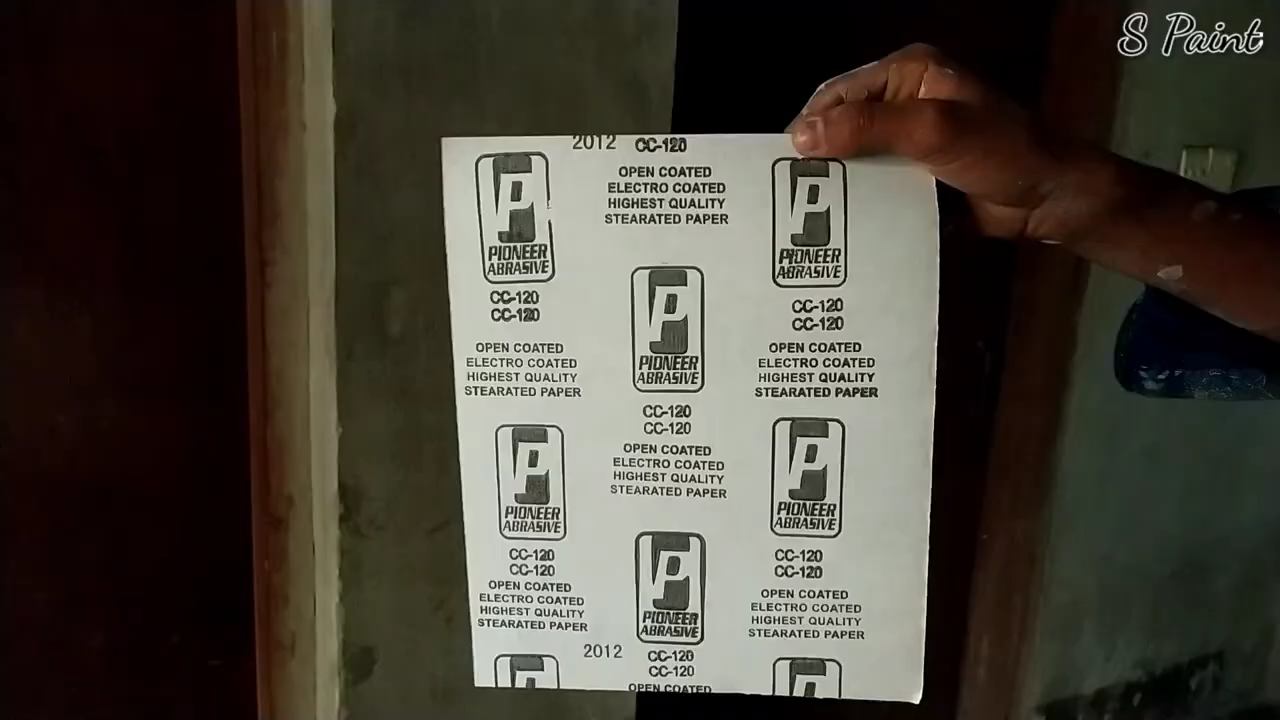 S Paint
2012 CC-120
OPEN COATED
ELECTRO COATED
HIGHEST QUALITY
STEARATED PAPER
P
PIONEER
ABRASIVE
CC-120
CC-120
OPEN COATED
ELECTRO COATED
HIGHEST QUALITY
STEARATED PAPER
P
PIONEER
ABRASIVE
CC-120
CC-120
OPEN COATED
ELECTRO COATED
HIGHEST QUALITY
STEARATED PAPER
P
P
PIONEER
ABRASIVE
CC-120
CC-120
OPEN COATED
ELECTRO COATED
HIGHEST QUALITY
STEARATED PAPER
P
PIONEER
ABRASIVE
2012
CC-120
CC-120
OPEN COATED
P
PIONEER
ABRASIVE
CC-120
CC-120
OPEN COATED
ELECTRO COATED
HIGHEST QUALITY
STEARATED PAPER
P
PIONEER
ABRASIVE
CC-120
CC-120
OPEN COATED
ELECTRO COATED
HIGHEST QUALITY
STEARATED PAPER
P